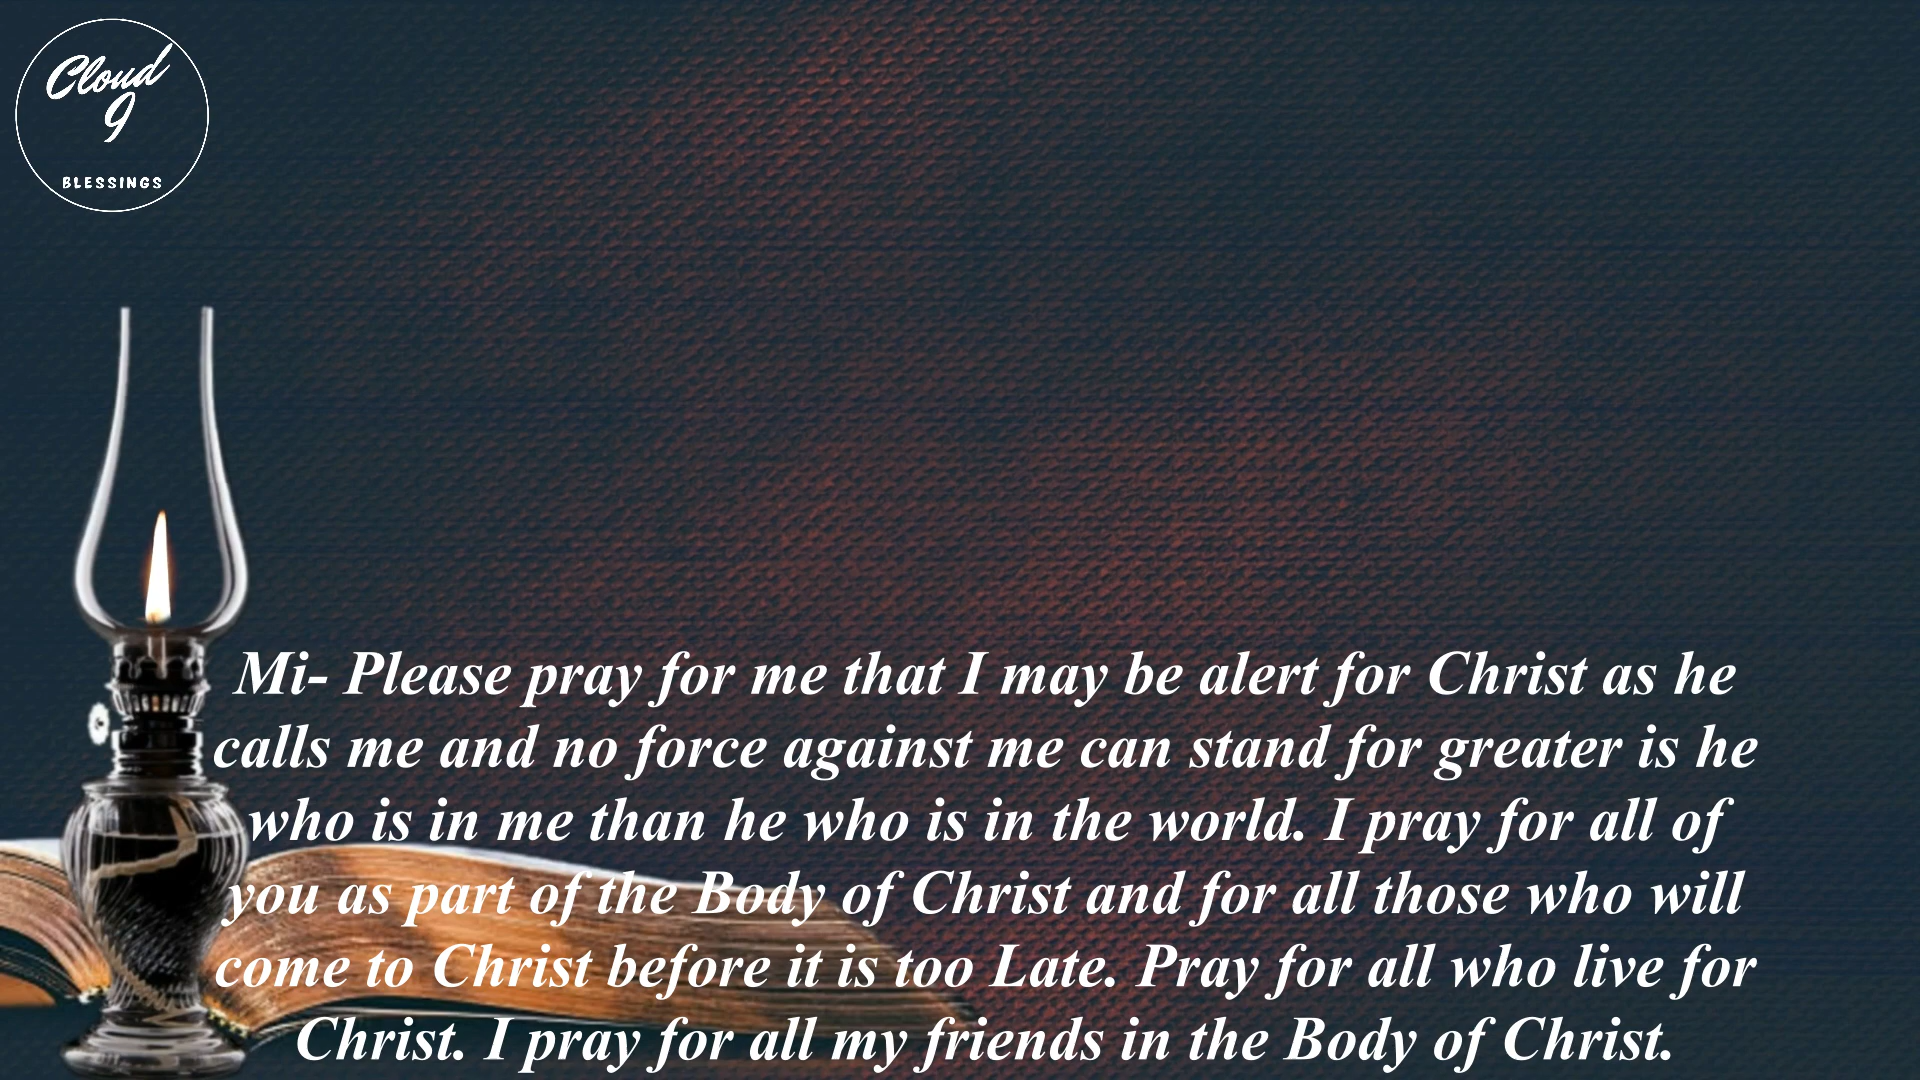 Cloud
9
BLESSINGS
Mi- Please pray for me that I may be alert for Christ as he
calls me and no force against me can stand for greater is he
who is in me than he who is in the world. I pray for all of
you as part of the Body of Christ and for all those who will
come to Christ before it is too Late. Pray for all who live for
Christ. I pray for all my friends in the Body of Christ.